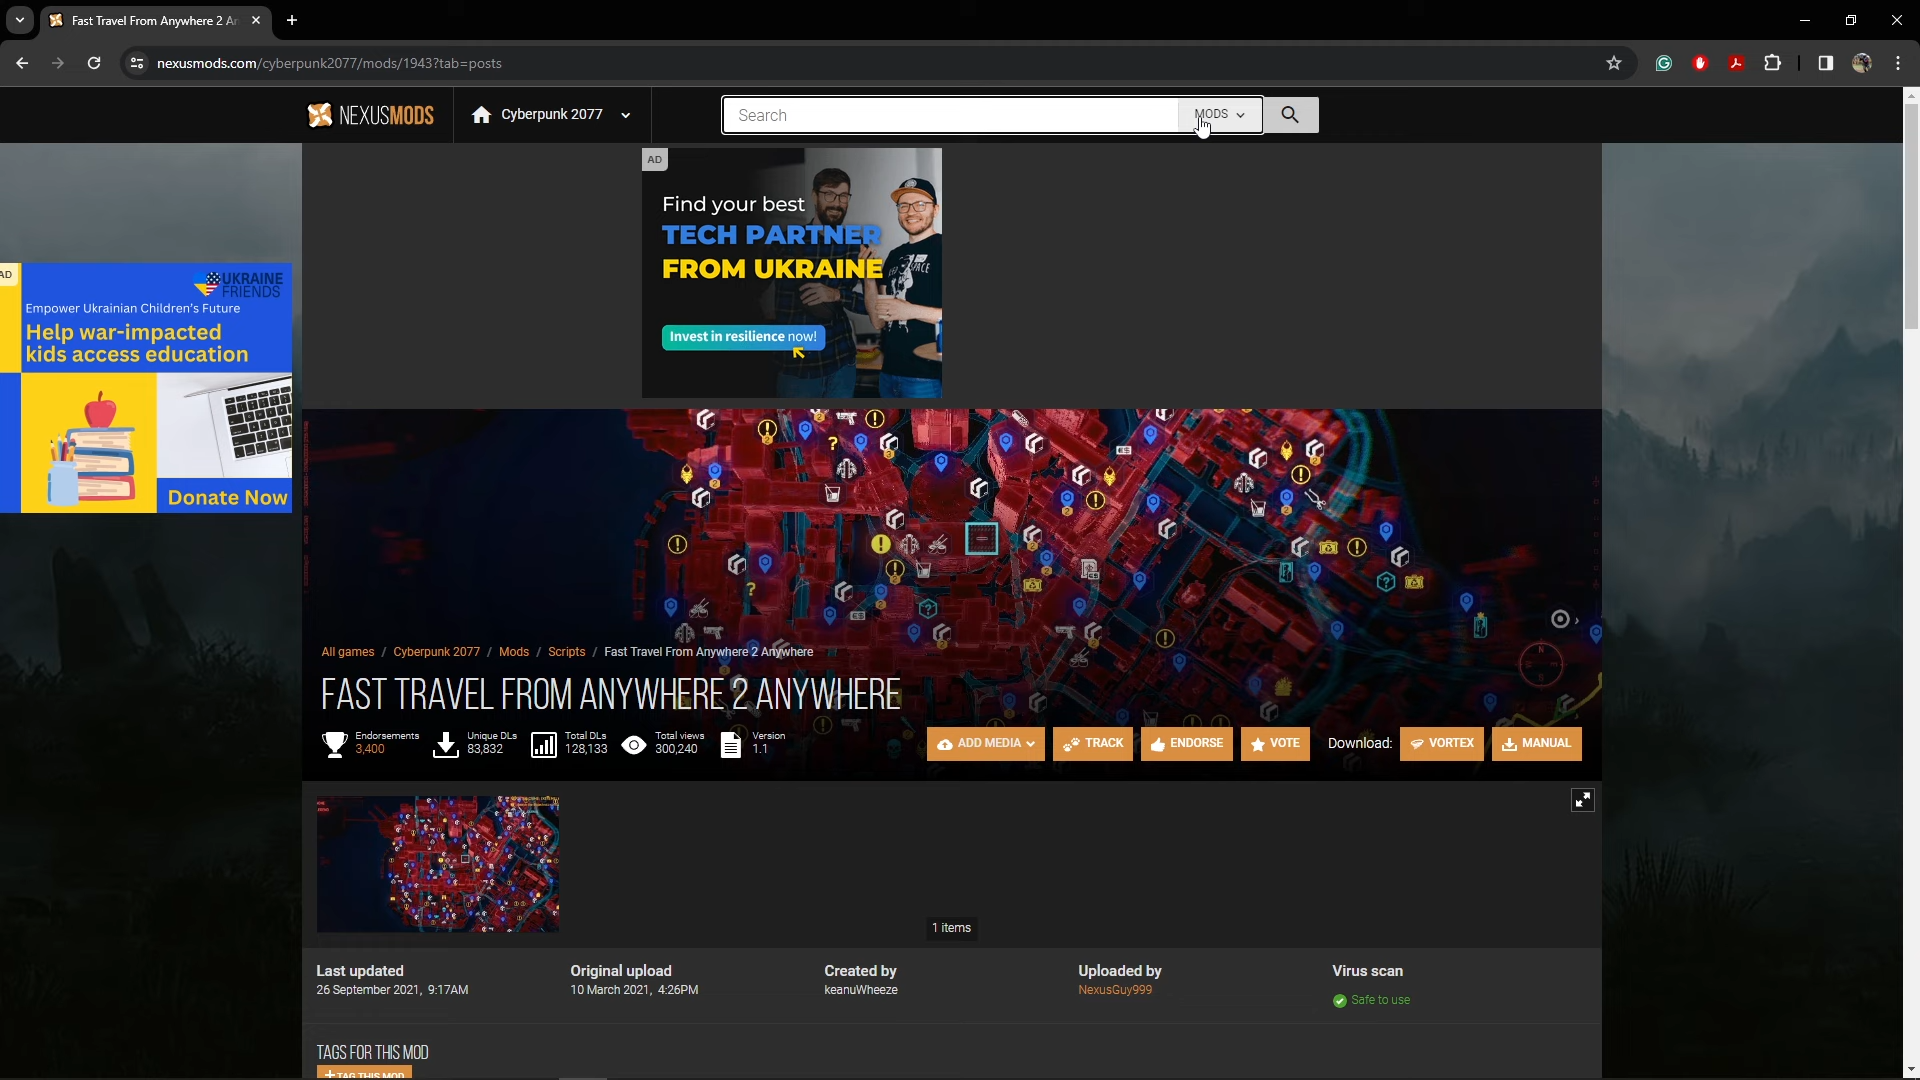 Fast Travel From Anywhere 2 An
nexusmods.com/cyberpunk2077/mods/1943?tab=posts
NEXUSMODS
Cyberpunk 2077
Search
MODS
AD
Find your best
TECH PARTNER
FROM UKRAINE
Invest in resilience now!
AD
UKRAINE
FRIENDS
Empower Ukrainian Children's Future
Help war-impacted
kids access education
Donate Now
All games / Cyberpunk 2077 / Mods / Scripts / Fast Travel From Anywhere 2 Anywhere
FAST TRAVEL FROM ANYWHERE 2 ANYWHERE
Endorsements
3,400
Unique DLs
83,832
Total DLs
128,133
Total views
300,240
Version
1.1
ADD MEDIA
TRACK
ENDORSE
VOTE
Download:
VORTEX
MANUAL
1 items
Last updated
26 September 2021, 9:17AM
Original upload
10 March 2021, 4:26PM
Created by
keanuWheeze
Uploaded by
NexusGuy999
Virus scan
Safe to use
TAGS FOR THIS MOD
+ TAG THIS MOD